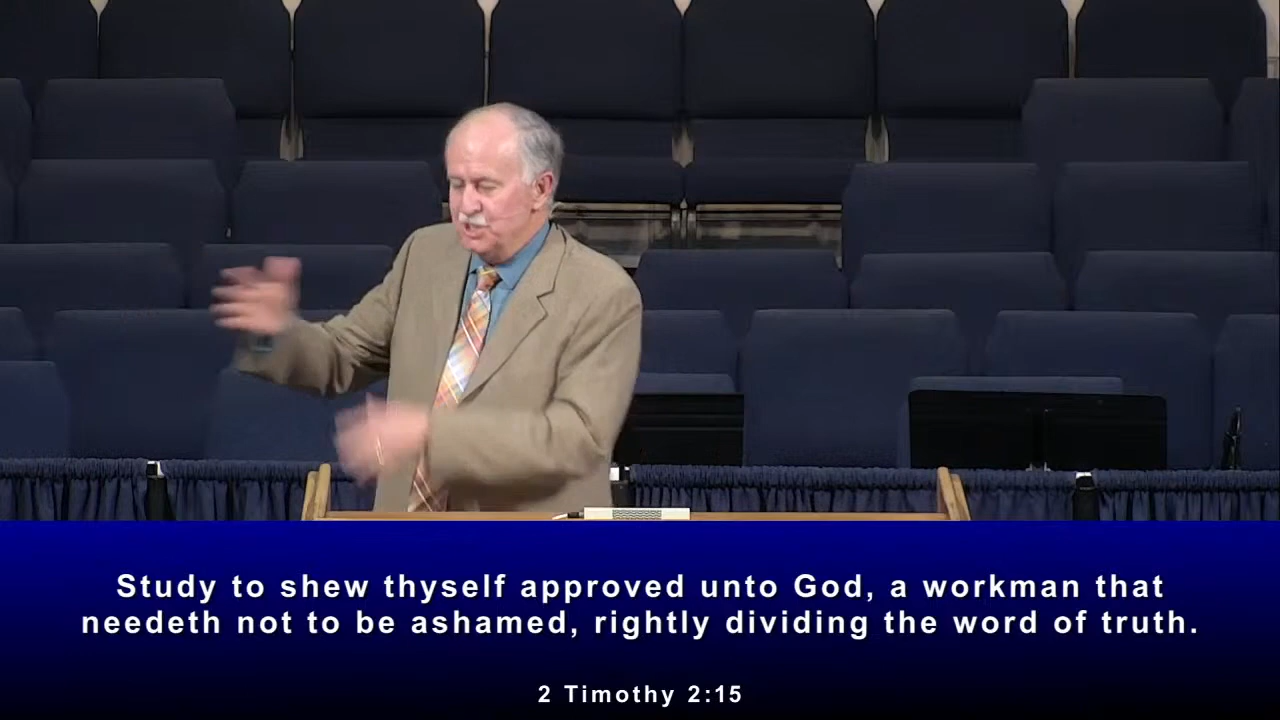 Study to shew thyself approved unto God, a workman that
needeth not to be ashamed, rightly dividing the word of truth.
2 Timothy 2:15